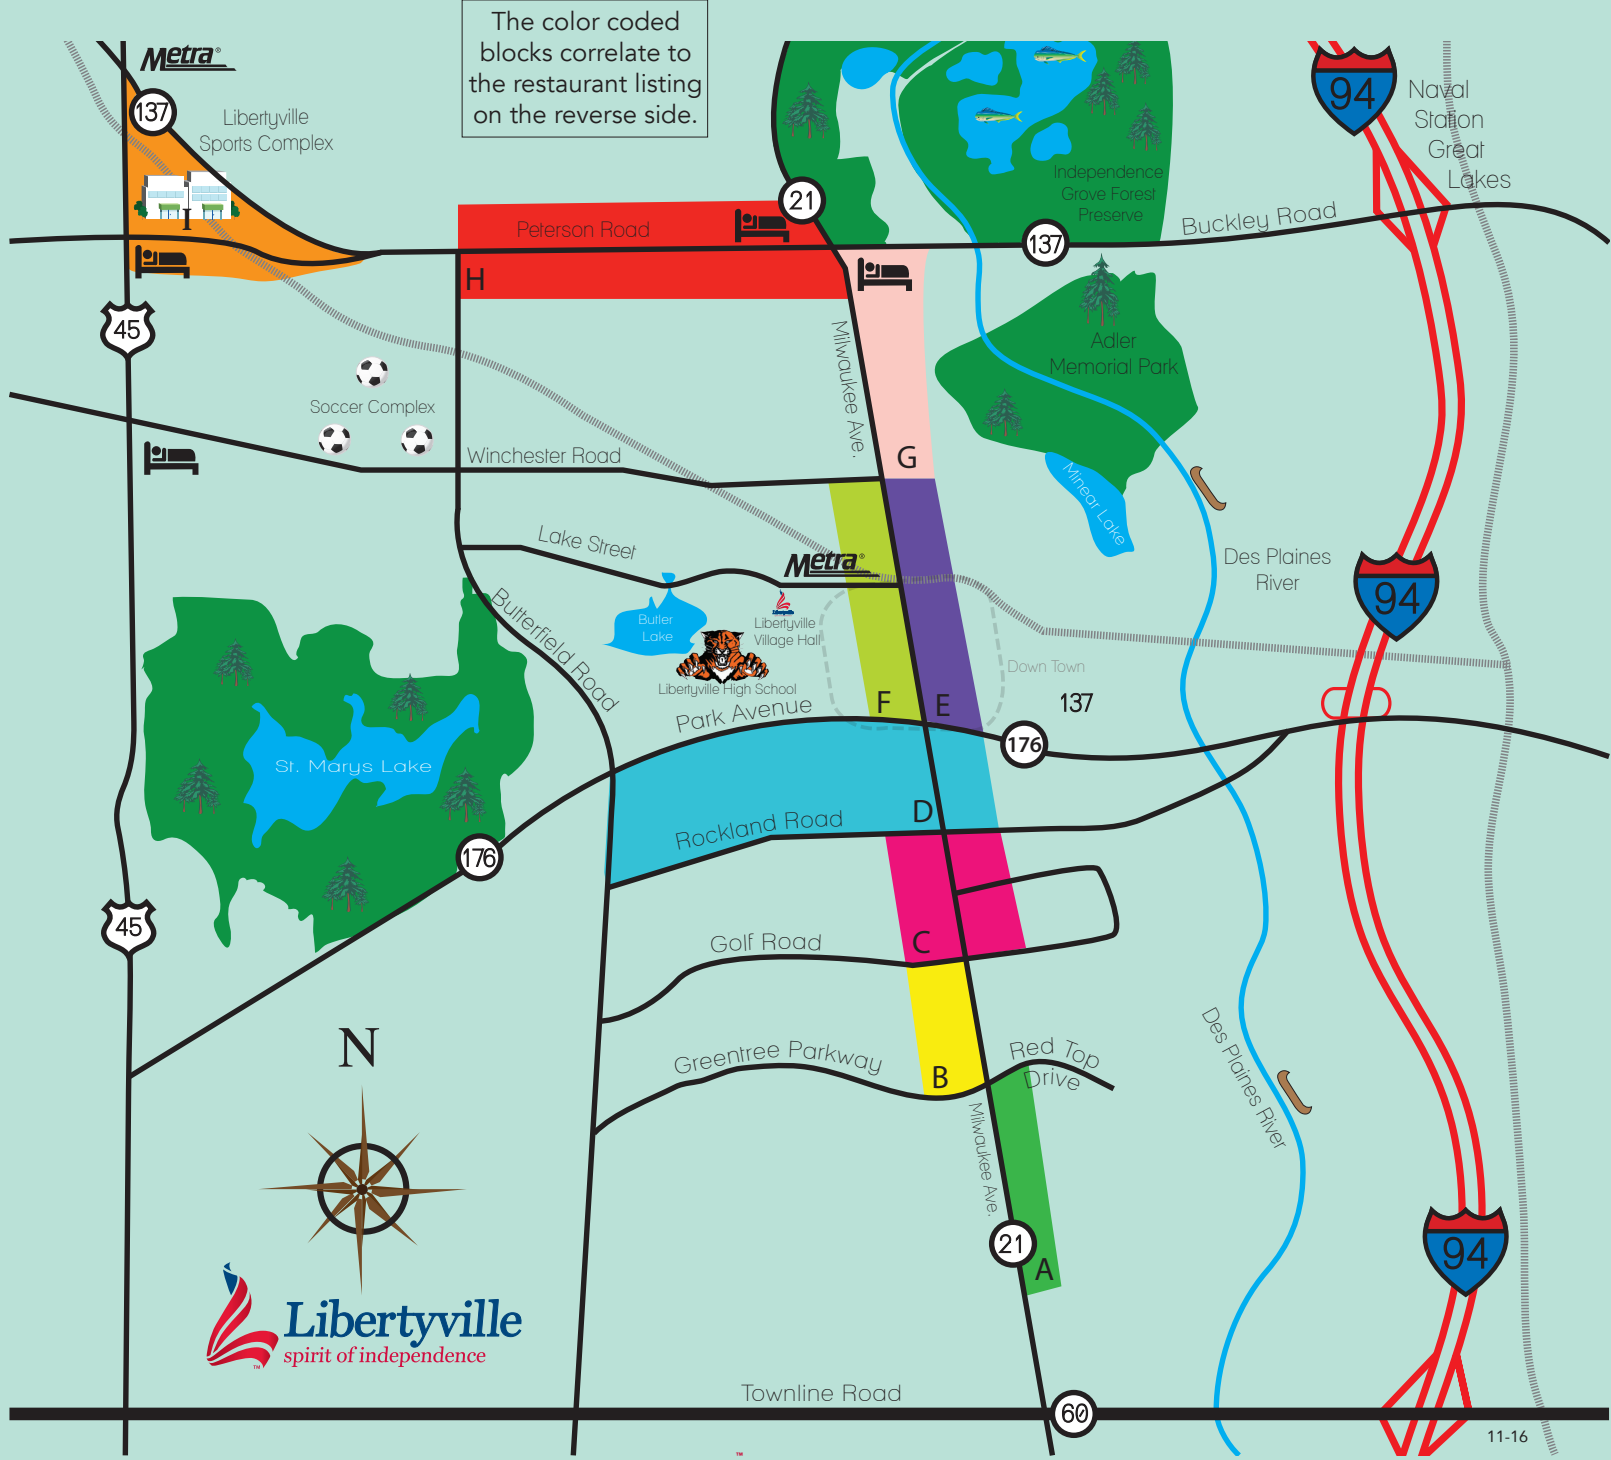 The color coded
blocks correlate to
the restaurant listing
on the reverse side.
Metra®
137
Libertyville
Sports Complex
I
94
Naval
Station
Great
Lakes
21
Independence
Grove Forest
Preserve
Peterson Road
137
Buckley Road
H
45
Milwaukee Ave.
Adler
Memorial Park
Soccer Complex
Winchester Road
G
Minear Lake
Lake Street
Metra®
Des Plaines
River
94
Butterfield Road
Butler
Lake
Libertyville
Village Hall
Libertyville High School
Down Town
Park Avenue
F
E
137
176
St. Marys Lake
D
Rockland Road
176
45
Golf Road
C
N
Greentree Parkway
B
Red Top
Drive
Des Plaines River
Milwaukee Ave.
21
A
94
Libertyville
spirit of independence
TM
Townline Road
60
11-16
TM